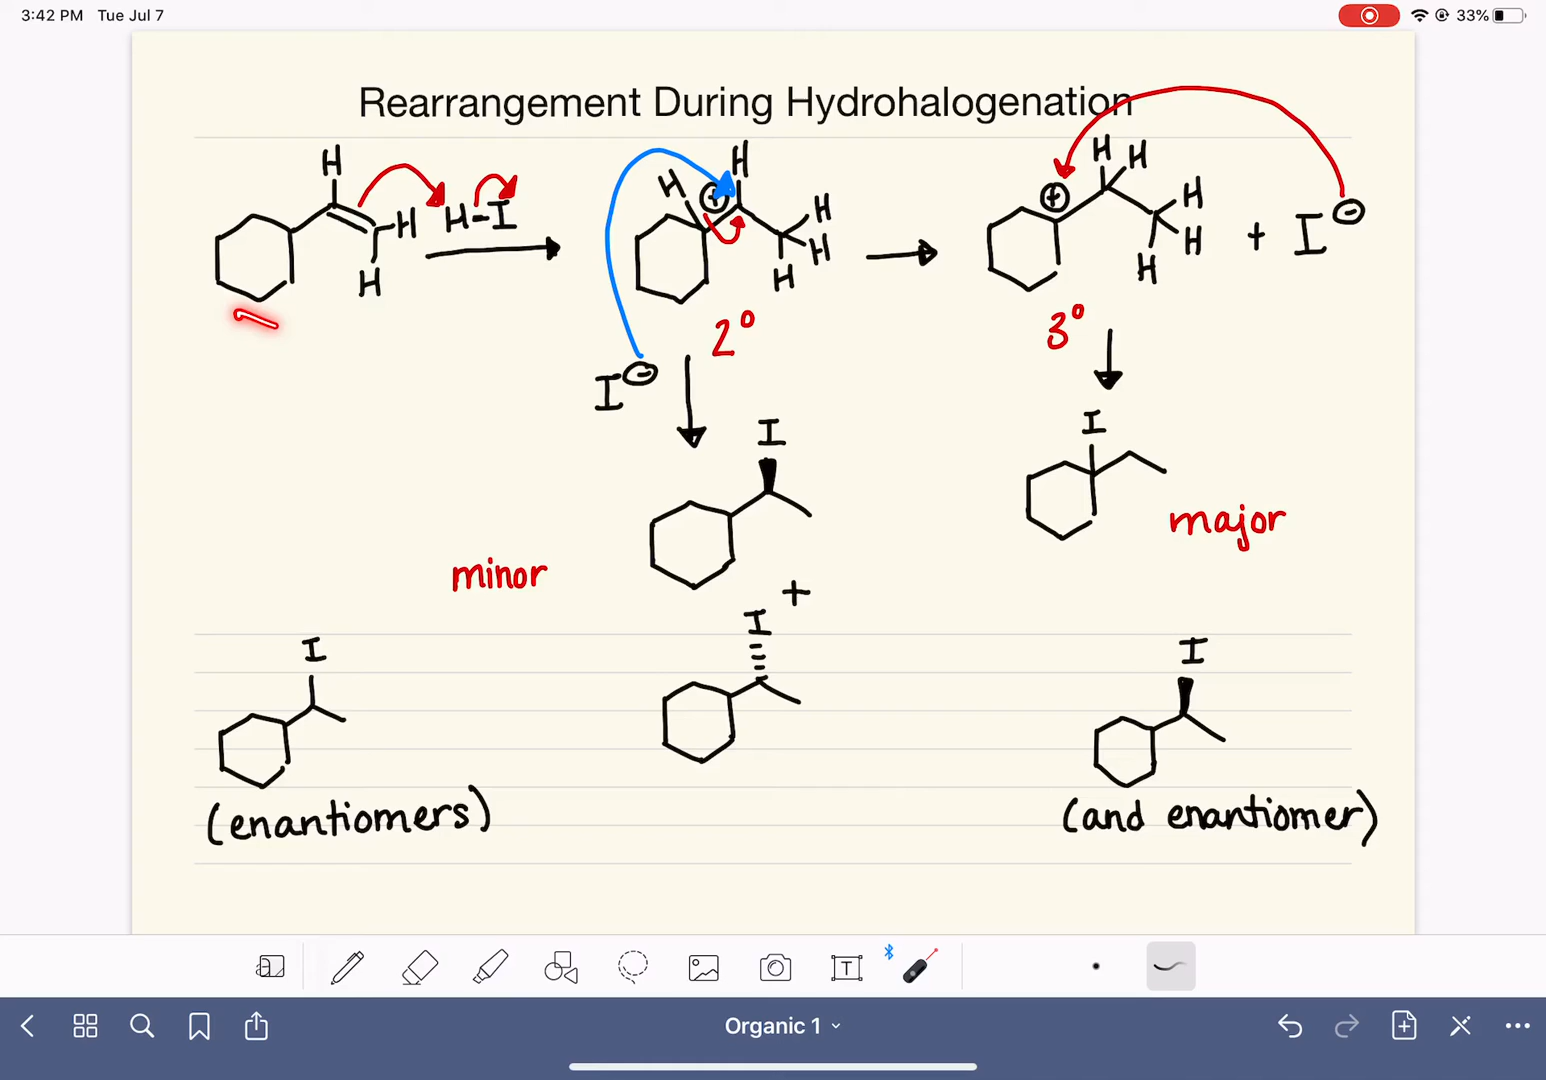 3:42 PM Tue Jul 7
33%
Rearrangement During Hydrohalogenation
H
H
H
H-I
H
H
+
H
H
H
2°
I -
H H
+
H
H
H
+ I -
3°
I
I
major
minor
+
I
I
I
(enantiomers)
(and enantiomer)
T
Organic 1